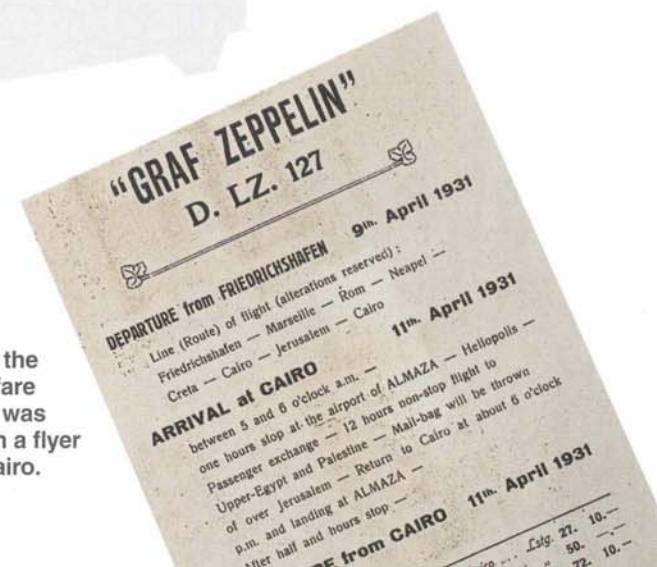 the
fare
was
n a flyer
airo.
“GRAF ZEPPELIN”
D. LZ. 127
DEPARTURE from FRIEDRICHSHAFEN 9th. April 1931
Line (Route) of flight (alterations reserved) :
Friedrichshafen — Marseille — Rom — Neapel —
Creta — Cairo — Jerusalem — Cairo
ARRIVAL at CAIRO 11th. April 1931
between 5 and 6 o'clock a.m. —
one hours stop at the airport of ALMAZA — Heliopolis —
Passenger exchange — 12 hours non-stop flight to
Upper-Egypt and Palestine — Mail-bag will be thrown
of over Jerusalem — Return to Cairo at about 6 o'clock
p.m. and landing at ALMAZA —
After half and hours stop —
RE from CAIRO 11th. April 1931
airo ... Lstg. 27. 10.—
" 50. —.—
72. 10.—